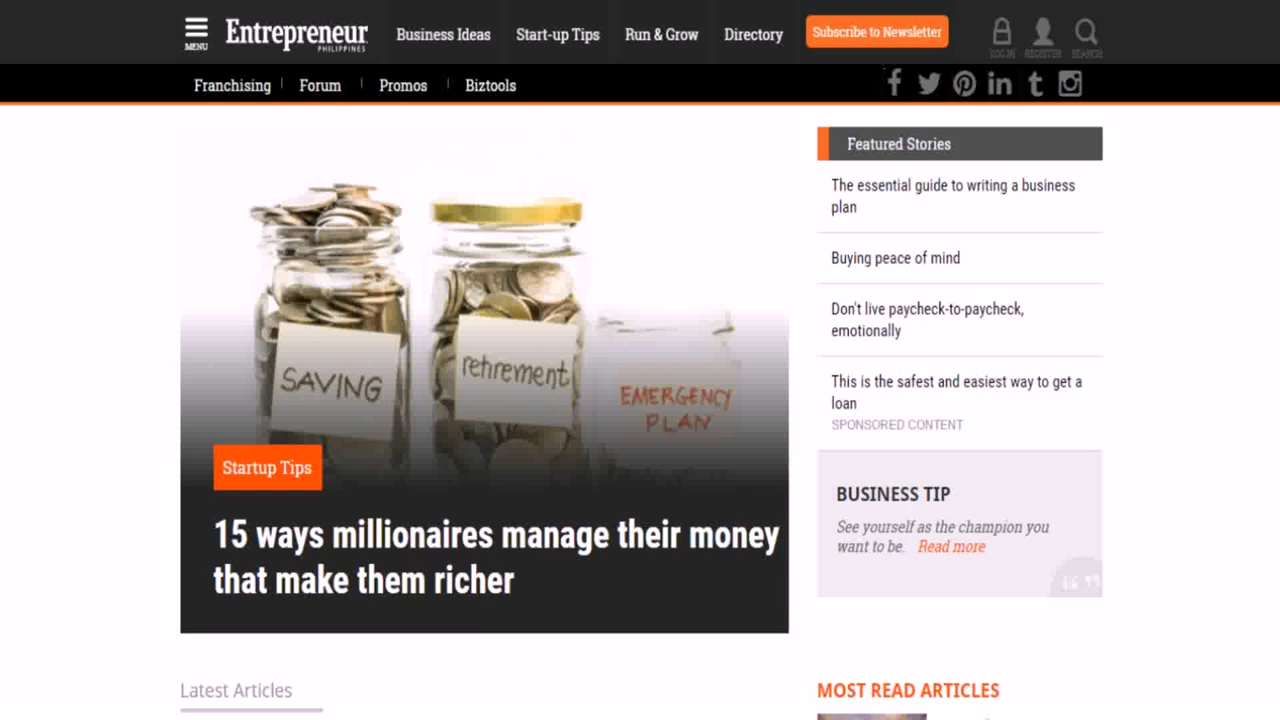 MENU
Entrepreneur
PHILIPPINES
Business Ideas
Start-up Tips
Run & Grow
Directory
Subscribe to Newsletter
LOG IN
REGISTER
SEARCH
Franchising
Forum
Promos
Biztools
SAVING
retirement
EMERGENCY
PLAN
Startup Tips
15 ways millionaires manage their money
that make them richer
Featured Stories
The essential guide to writing a business
plan
Buying peace of mind
Don't live paycheck-to-paycheck,
emotionally
This is the safest and easiest way to get a
loan
SPONSORED CONTENT
BUSINESS TIP
See yourself as the champion you
want to be. Read more
Latest Articles
MOST READ ARTICLES